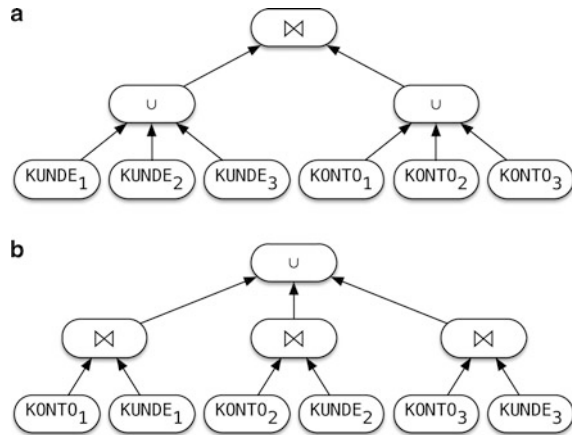 a
⋈
∪ ∪
KUNDE1 KUNDE2 KUNDE3 KONTO1 KONTO2 KONTO3
b
∪
⋈ ⋈ ⋈
KONTO1 KUNDE1 KONTO2 KUNDE2 KONTO3 KUNDE3